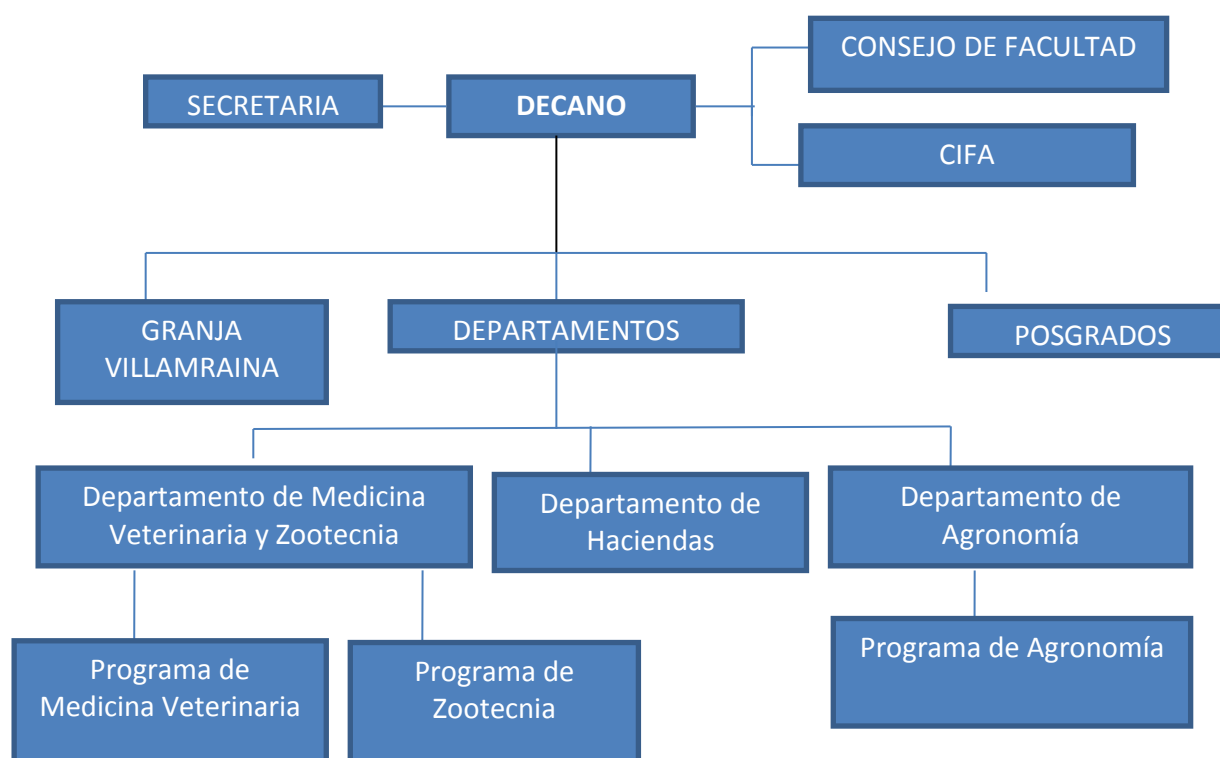 CONSEJO DE FACULTAD
SECRETARIA
DECANO
CIFA
GRANJA
VILLAMRAINA
DEPARTAMENTOS
POSGRADOS
Departamento de Medicina
Veterinaria y Zootecnia
Departamento de
Haciendas
Departamento de
Agronomía
Programa de
Medicina Veterinaria
Programa de
Zootecnia
Programa de Agronomía